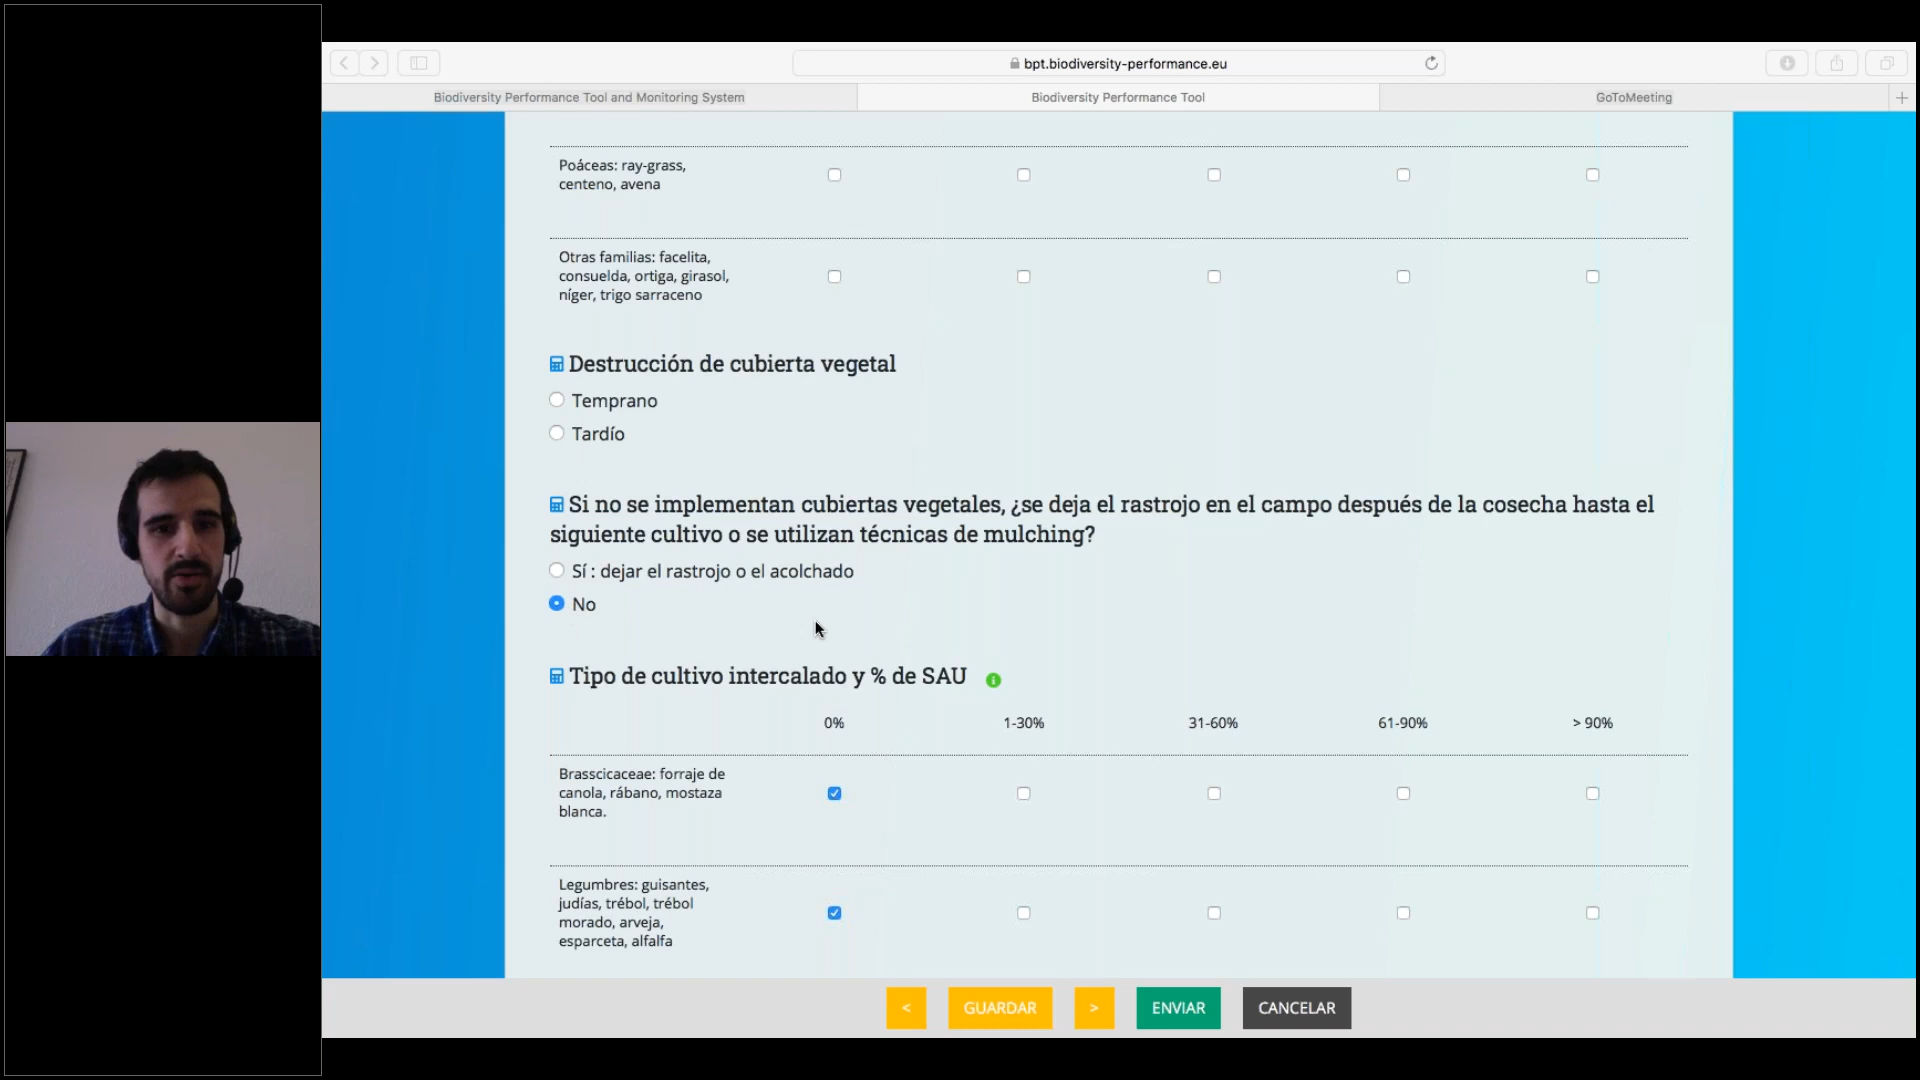 bpt.biodiversity-performance.eu
Biodiversity Performance Tool and Monitoring System
Biodiversity Performance Tool
GoToMeeting
Poáceas: ray-grass,
centeno, avena
Otras familias: facelita,
consuelda, ortiga, girasol,
níger, trigo sarraceno
Destrucción de cubierta vegetal
Temprano
Tardío
Si no se implementan cubiertas vegetales, ¿se deja el rastrojo en el campo después de la cosecha hasta el
siguiente cultivo o se utilizan técnicas de mulching?
Sí : dejar el rastrojo o el acolchado
No
Tipo de cultivo intercalado y % de SAU
0% 1-30% 31-60% 61-90% > 90%
Brasscicaceae: forraje de
canola, rábano, mostaza
blanca.
Legumbres: guisantes,
judías, trébol, trébol
morado, arveja,
esparceta, alfalfa
< GUARDAR > ENVIAR CANCELAR